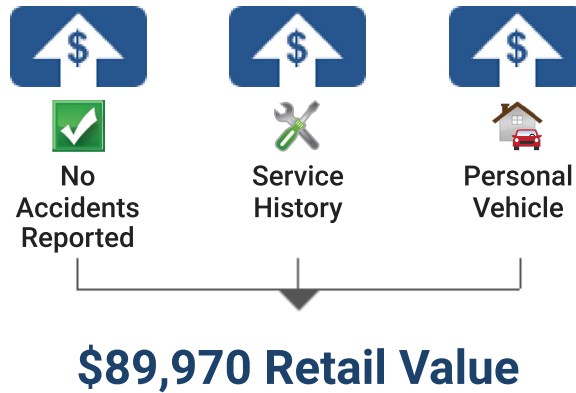 $ $ $
No Accidents Reported
Service History
Personal Vehicle
$89,970 Retail Value